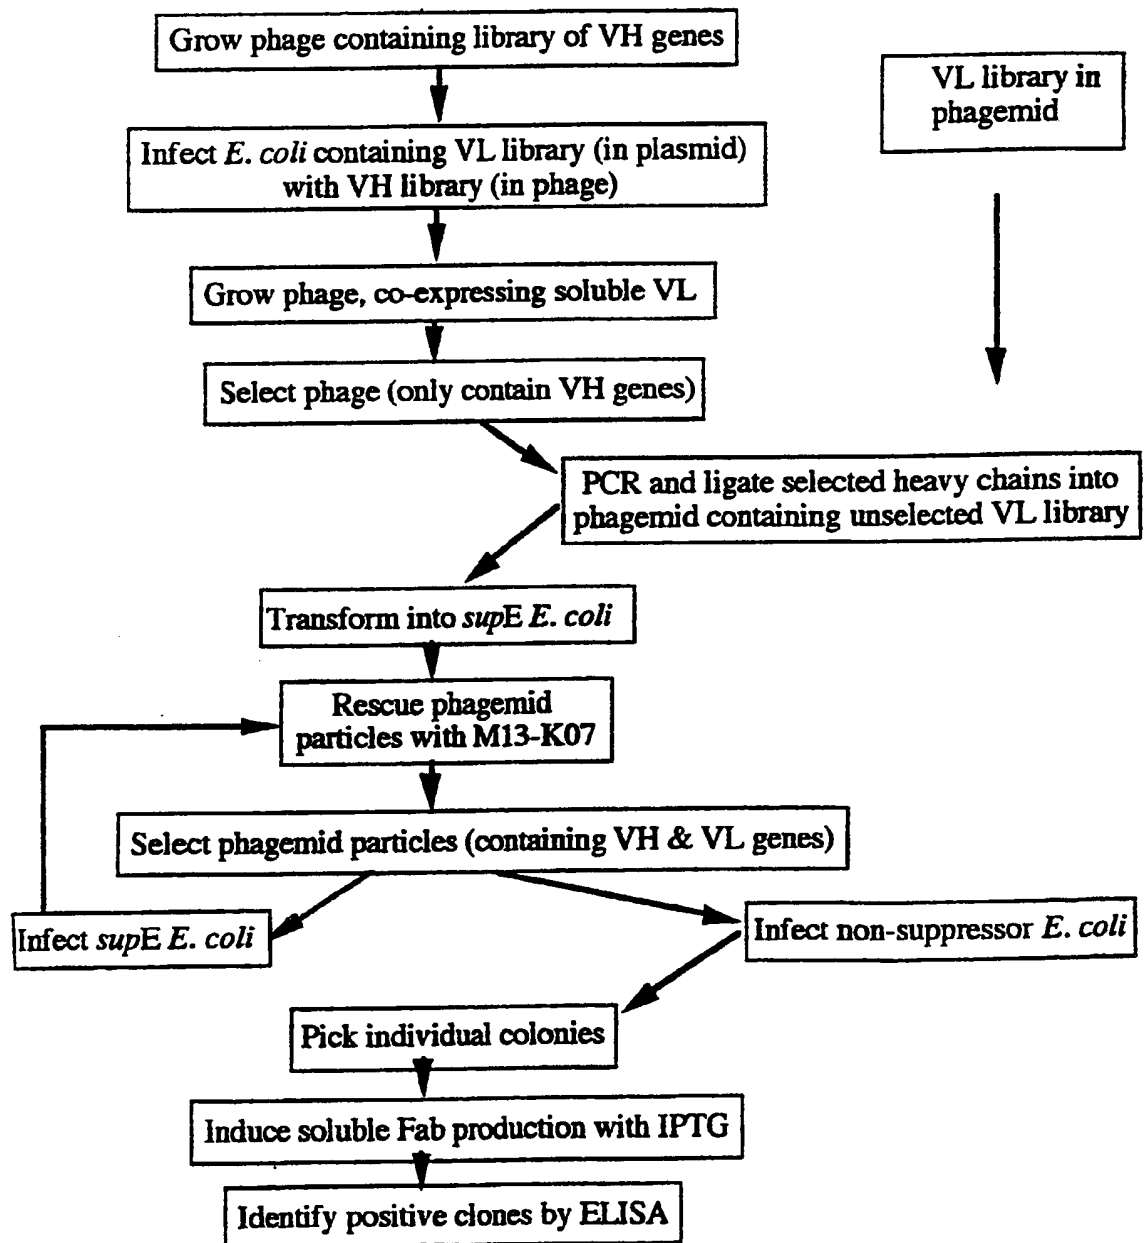 Grow phage containing library of VH genes
VL library in
phagemid
Infect E. coli containing VL library (in plasmid)
with VH library (in phage)
Grow phage, co-expressing soluble VL
Select phage (only contain VH genes)
PCR and ligate selected heavy chains into
phagemid containing unselected VL library
Transform into supE E. coli
Rescue phagemid
particles with M13-K07
Select phagemid particles (containing VH & VL genes)
Infect supE E. coli
Infect non-suppressor E. coli
Pick individual colonies
Induce soluble Fab production with IPTG
Identify positive clones by ELISA